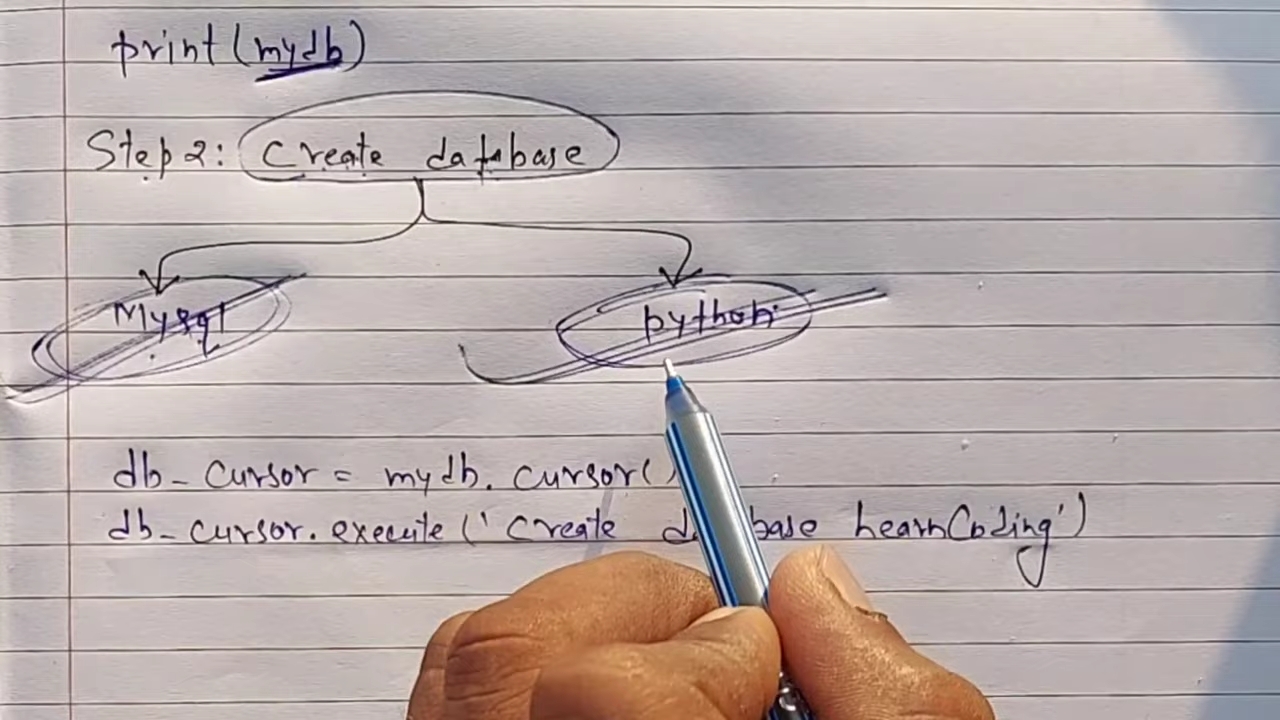 print(mydb)
Step 2: Create database
Mysql
python
db_cursor = mydb.cursor()
db_cursor.execute('Create database LearnCoding')